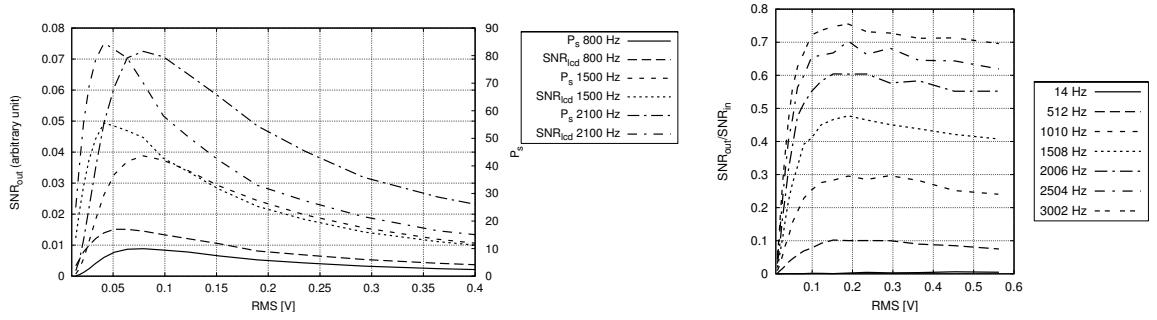 0.08
0.07
0.06
0.05
0.04
0.03
0.02
0.01
0
SNRout (arbitrary unit)
0.05 0.1 0.15 0.2 0.25 0.3 0.35 0.4
RMS [V]
90
80
70
60
50
40
30
20
10
0
Ps
Ps 800 Hz
SNRlcd 800 Hz
Ps 1500 Hz
SNRlcd 1500 Hz
Ps 2100 Hz
SNRlcd 2100 Hz
0.8
0.7
0.6
0.5
0.4
0.3
0.2
0.1
0
SNRout/SNRin
0.1 0.2 0.3 0.4 0.5 0.6
RMS [V]
14 Hz
512 Hz
1010 Hz
1508 Hz
2006 Hz
2504 Hz
3002 Hz